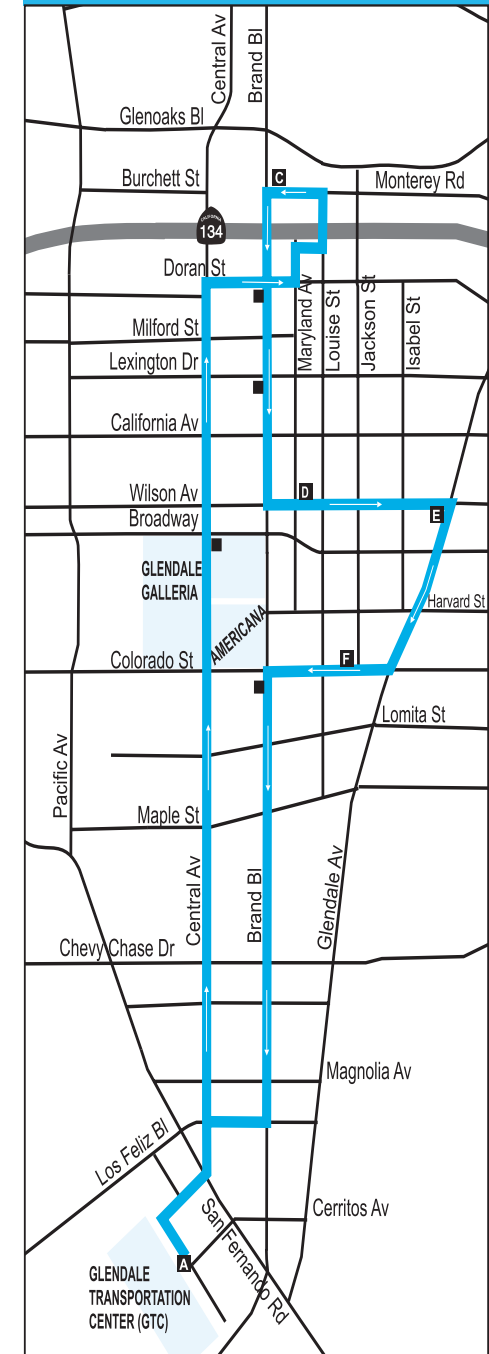 Central Av
Brand Bl
Glenoaks Bl
C
Burchett St
Monterey Rd
CALIFORNIA
134
Doran St
Maryland Av
Louise St
Jackson St
Isabel St
Milford St
Lexington Dr
California Av
D
Wilson Av
E
Broadway
GLENDALE
GALLERIA
AMERICANA
Harvard St
F
Colorado St
Lomita St
Pacific Av
Maple St
Central Av
Brand Bl
Glendale Av
Chevy Chase Dr
Magnolia Av
Los Feliz Bl
San Fernando Rd
Cerritos Av
A
GLENDALE
TRANSPORTATION
CENTER (GTC)